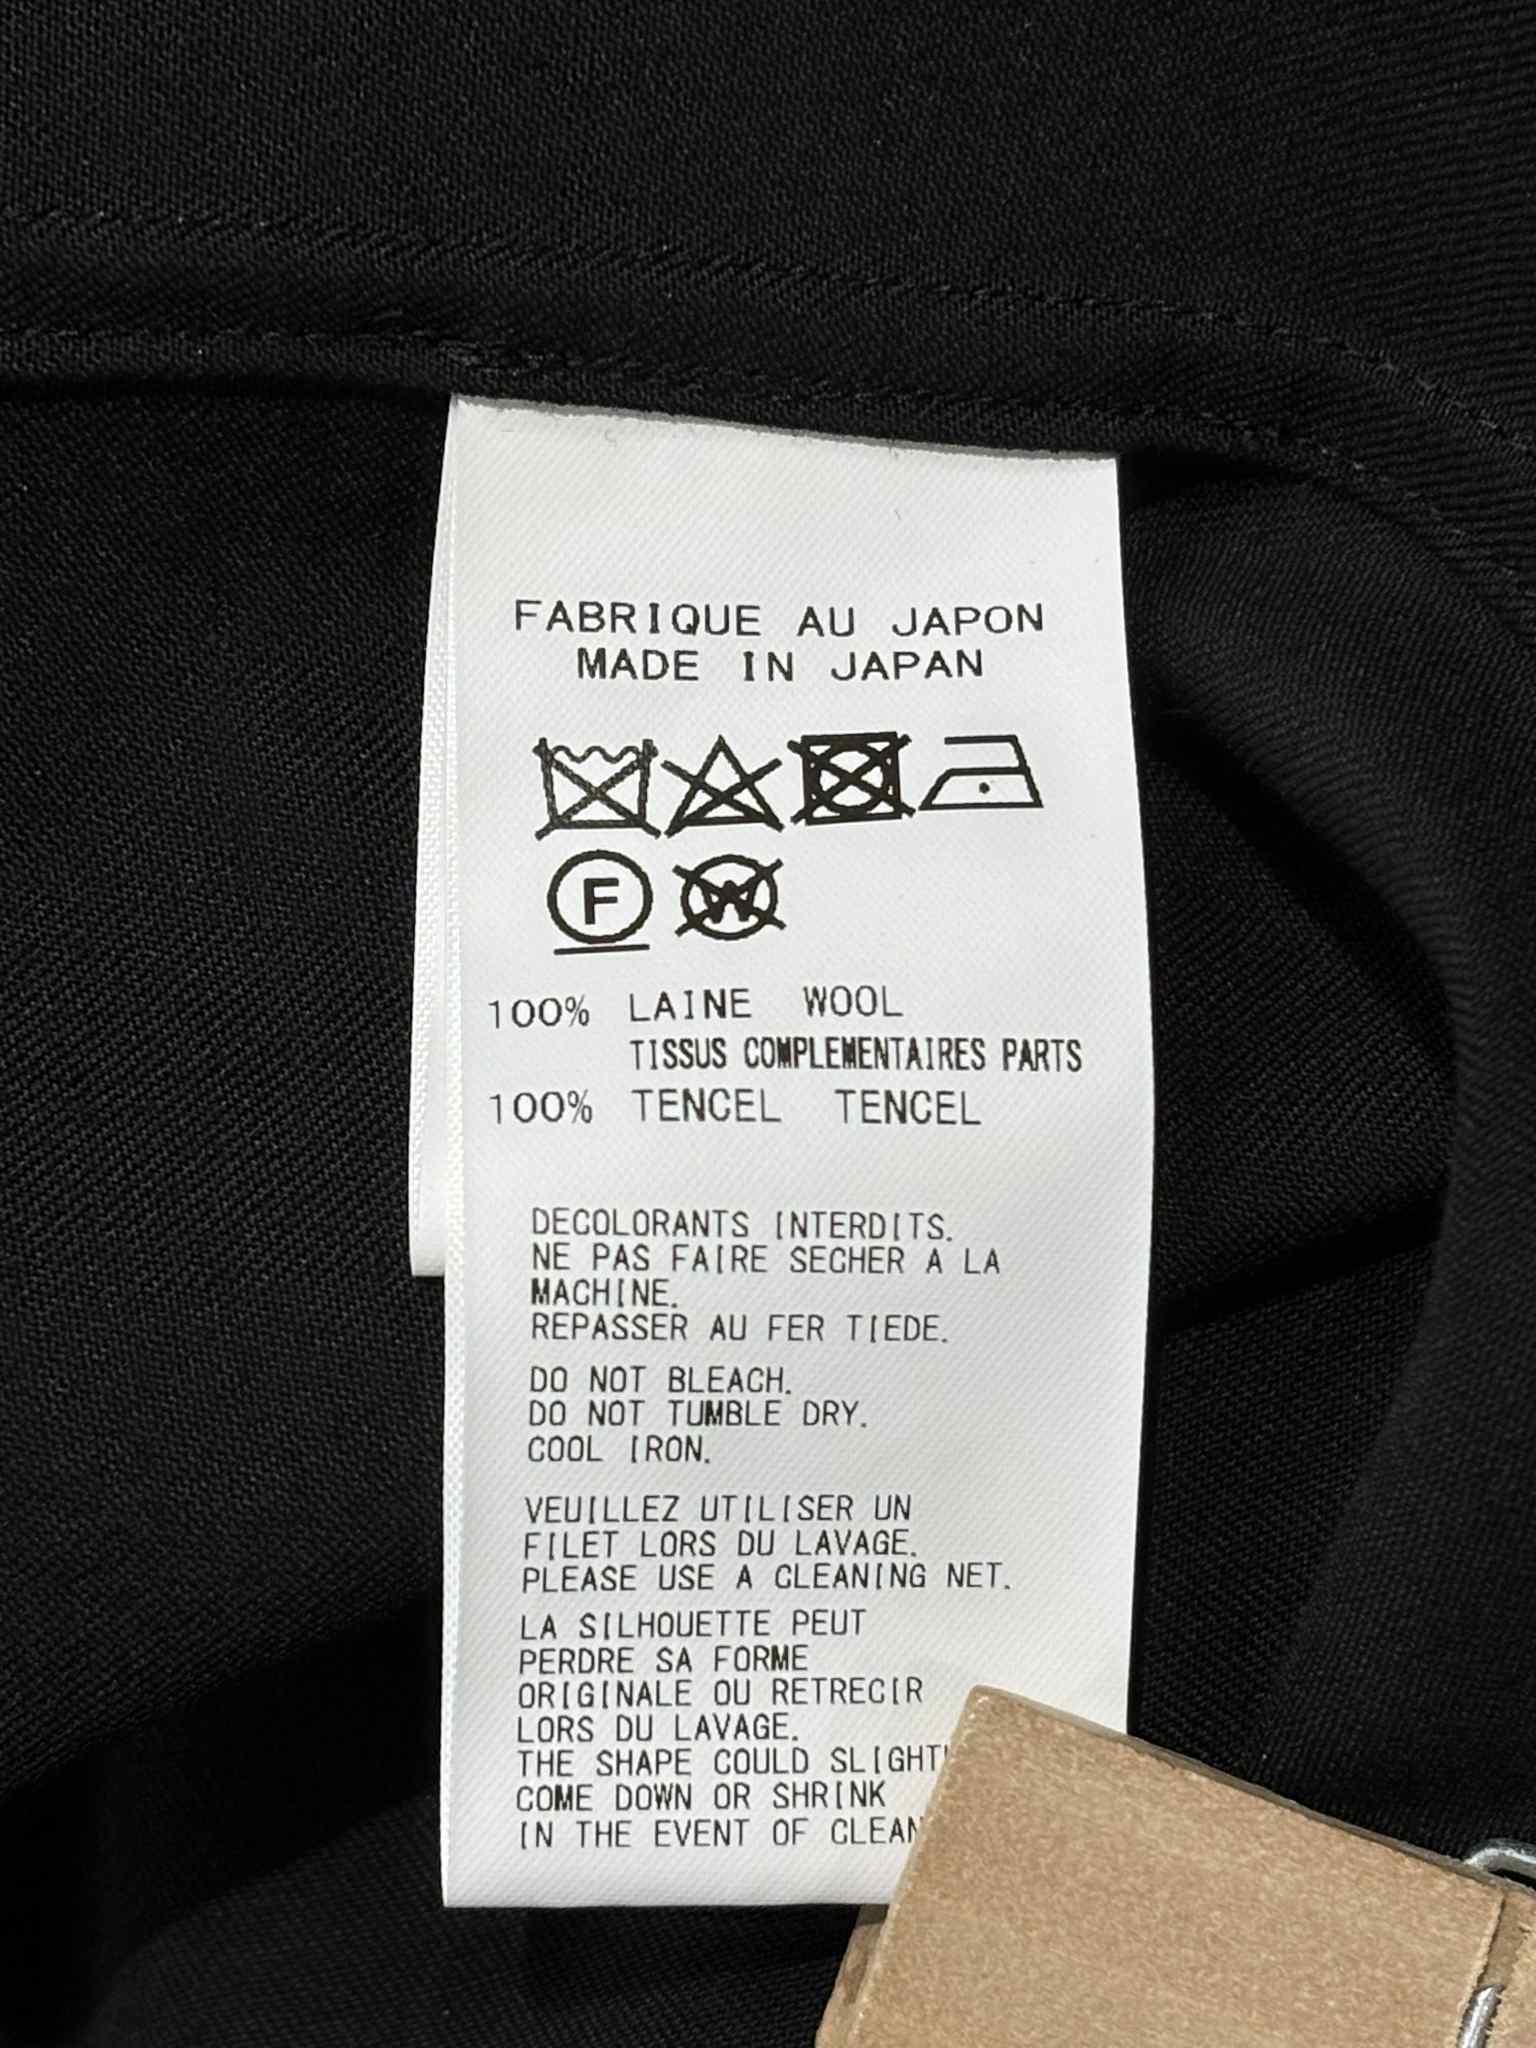 FABRIQUE AU JAPON
MADE IN JAPAN
F W
100% LAINE WOOL
TISSUS COMPLEMENTAIRES PARTS
100% TENCEL TENCEL
DECOLORANTS INTERDITS.
NE PAS FAIRE SECHER A LA
MACHINE.
REPASSER AU FER TIEDE.
DO NOT BLEACH.
DO NOT TUMBLE DRY.
COOL IRON.
VEUILLEZ UTILISER UN
FILET LORS DU LAVAGE.
PLEASE USE A CLEANING NET.
LA SILHOUETTE PEUT
PERDRE SA FORME
ORIGINALE OU RETRECIR
LORS DU LAVAGE.
THE SHAPE COULD
COME DOWN OR SHRINK
IN THE EVENT OF